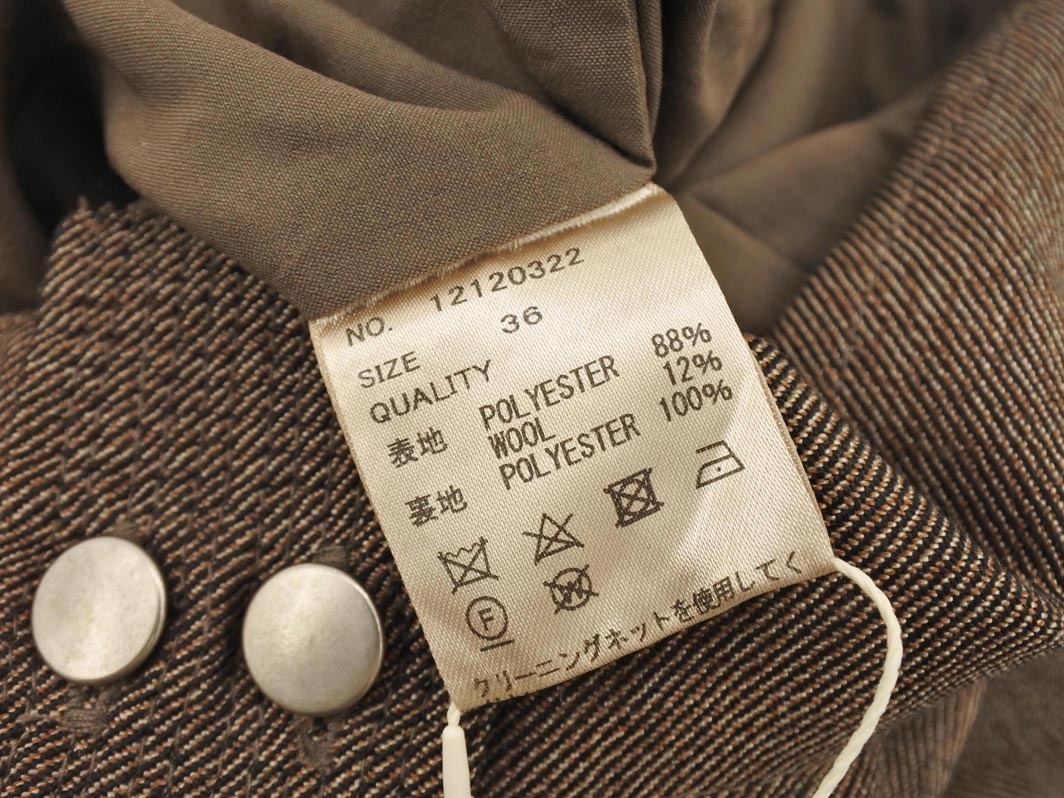 NO. 12120322
SIZE 36
QUALITY
表地 POLYESTER 88%
WOOL 12%
裏地 POLYESTER 100%
F
W
クリーニングネットを使用してく